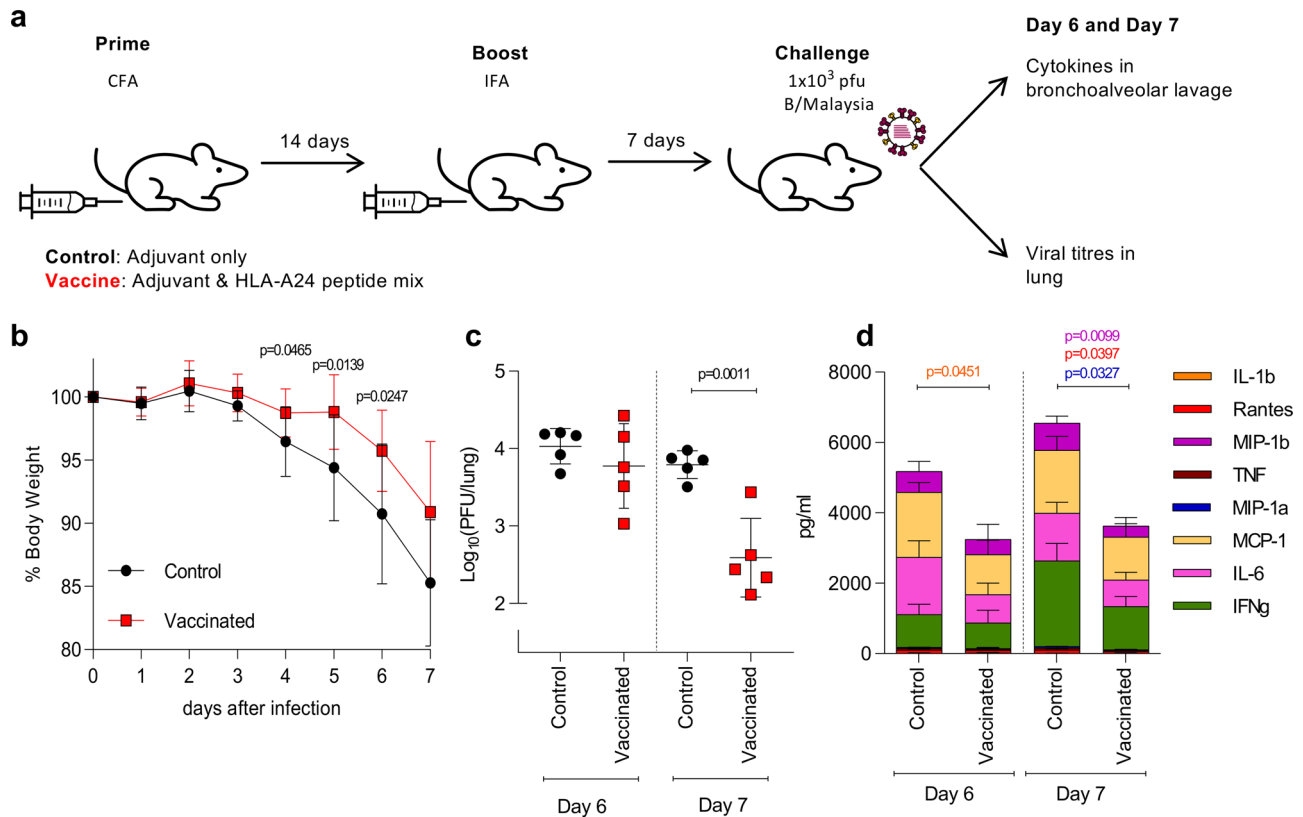 a
Prime
CFA
14 days
Boost
IFA
7 days
Challenge
1x10³ pfu
B/Malaysia
Day 6 and Day 7
Cytokines in
bronchoalveolar lavage
Viral titres in
lung
Control: Adjuvant only
Vaccine: Adjuvant & HLA-A24 peptide mix
b
% Body Weight
100
95
90
85
80
p=0.0465
p=0.0139
p=0.0247
Control
Vaccinated
0 1 2 3 4 5 6 7
days after infection
c
Log₁₀(PFU/lung)
5
4
3
2
p=0.0011
Control
Vaccinated
Control
Vaccinated
Day 6
Day 7
d
pg/ml
8000
6000
4000
2000
0
p=0.0451
p=0.0099
p=0.0397
p=0.0327
Control
Vaccinated
Control
Vaccinated
Day 6
Day 7
IL-1b
Rantes
MIP-1b
TNF
MIP-1a
MCP-1
IL-6
IFNg